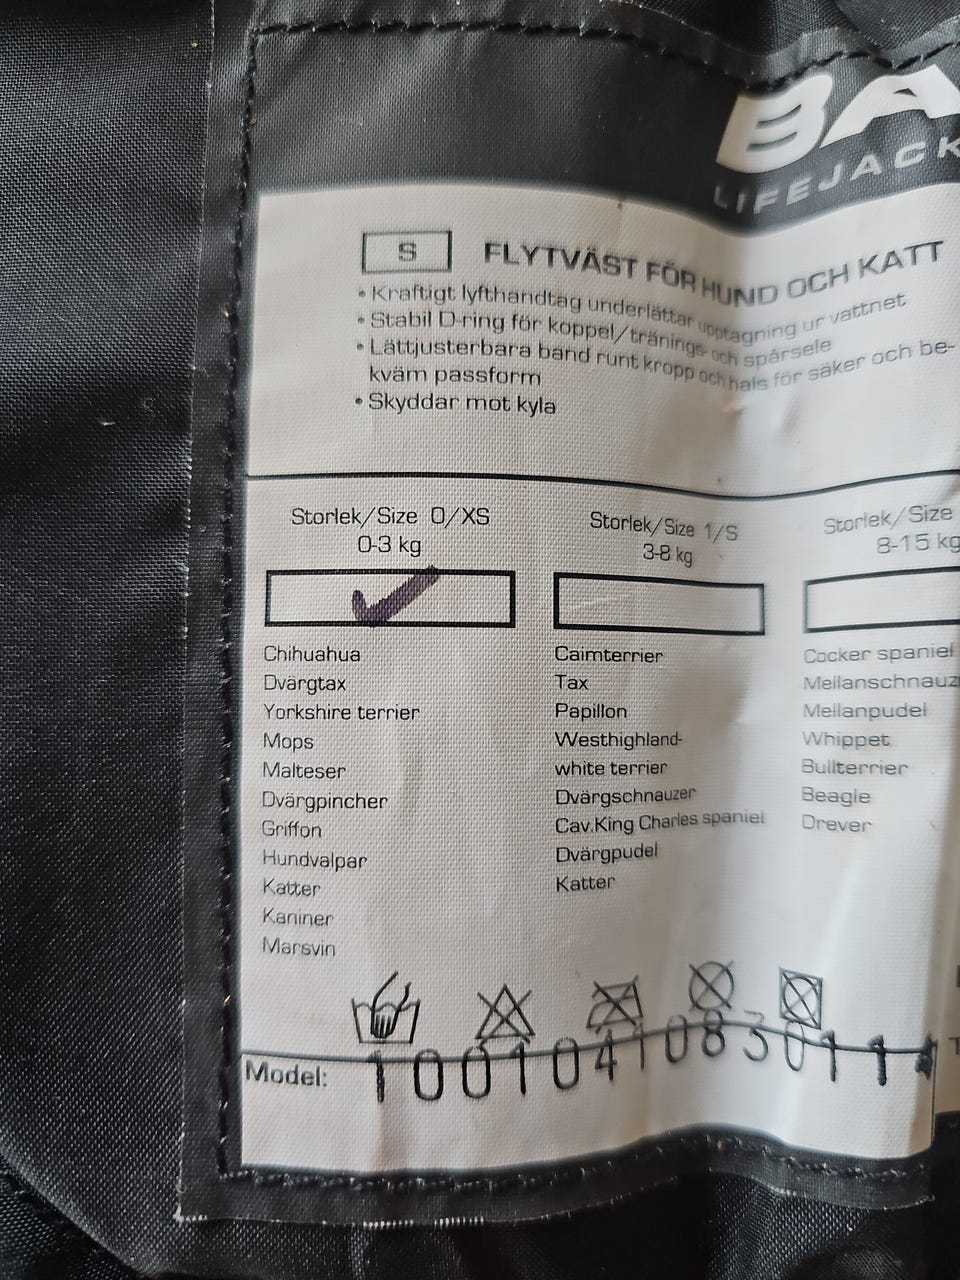 BA
LIFEJACK
S FLYTVÄST FÖR HUND OCH KATT
• Kraftigt lyfthandtag underlättar upptagning ur vattnet
• Stabil D-ring för koppel/tränings- och spårsele
• Lättjusterbara band runt kropp och hals för säker och be-
kväm passform
• Skyddar mot kyla
Storlek/Size 0/XS
0-3 kg
Chihuahua
Dvärgtax
Yorkshire terrier
Mops
Malteser
Dvärgpincher
Griffon
Hundvalpar
Katter
Kaniner
Marsvin
Storlek/Size 1/S
3-8 kg
Cairnterrier
Tax
Papillon
Westhighland-
white terrier
Dvärgschnauzer
Cav.King Charles spaniel
Dvärgpudel
Katter
Storlek/Size
8-15 kg
Cocker spaniel
Mellanschnauz
Mellanpudel
Whippet
Bullterrier
Beagle
Drever
Model: